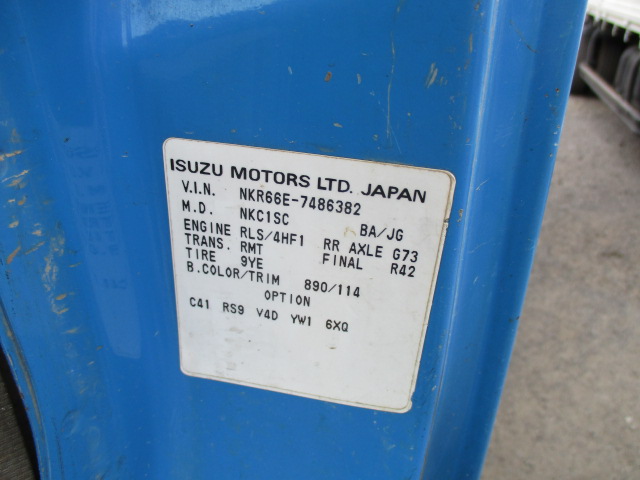 ISUZU MOTORS LTD. JAPAN
V.I.N. NKR66E-7486382
M.D. NKC1SC BA/JG
ENGINE RLS/4HF1 RR AXLE G73
TRANS. RMT FINAL R42
TIRE 9YE
B.COLOR/TRIM 890/114
OPTION
C41 RS9 V4D YW1 6XQ